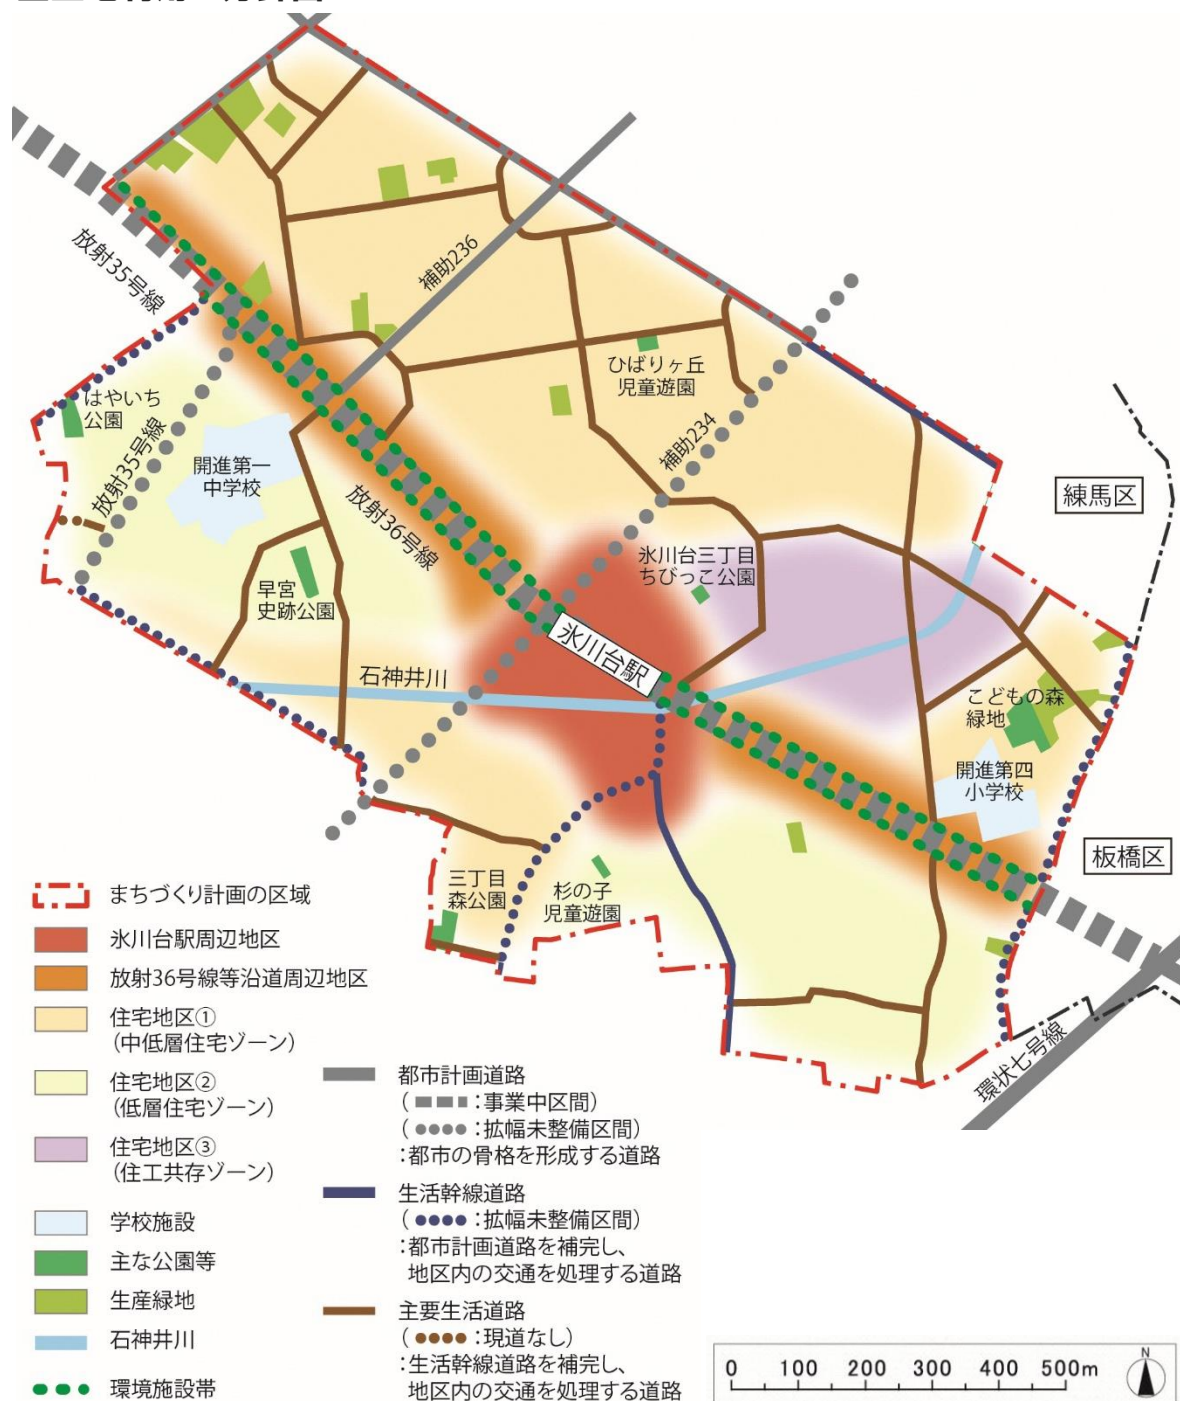 放射35号線
補助236
ひばりヶ丘
児童遊園
はやいち
公園
補助234
放射35号線
開進第一
中学校
放射36号線
練馬区
氷川台三丁目
ちびっこ公園
早宮
史跡公園
氷川台駅
石神井川
こどもの森
緑地
開進第四
小学校
板橋区
三丁目
森公園
杉の子
児童遊園
環状七号線
まちづくり計画の区域
氷川台駅周辺地区
放射36号線等沿道周辺地区
住宅地区①
(中低層住宅ゾーン)
住宅地区②
(低層住宅ゾーン)
住宅地区③
(住工共存ゾーン)
学校施設
主な公園等
生産緑地
石神井川
環境施設帯
都市計画道路
( :事業中区間)
( :拡幅未整備区間)
:都市の骨格を形成する道路
生活幹線道路
( :拡幅未整備区間)
:都市計画道路を補完し、
地区内の交通を処理する道路
主要生活道路
( :現道なし)
:生活幹線道路を補完し、
地区内の交通を処理する道路
0 100 200 300 400 500m
N